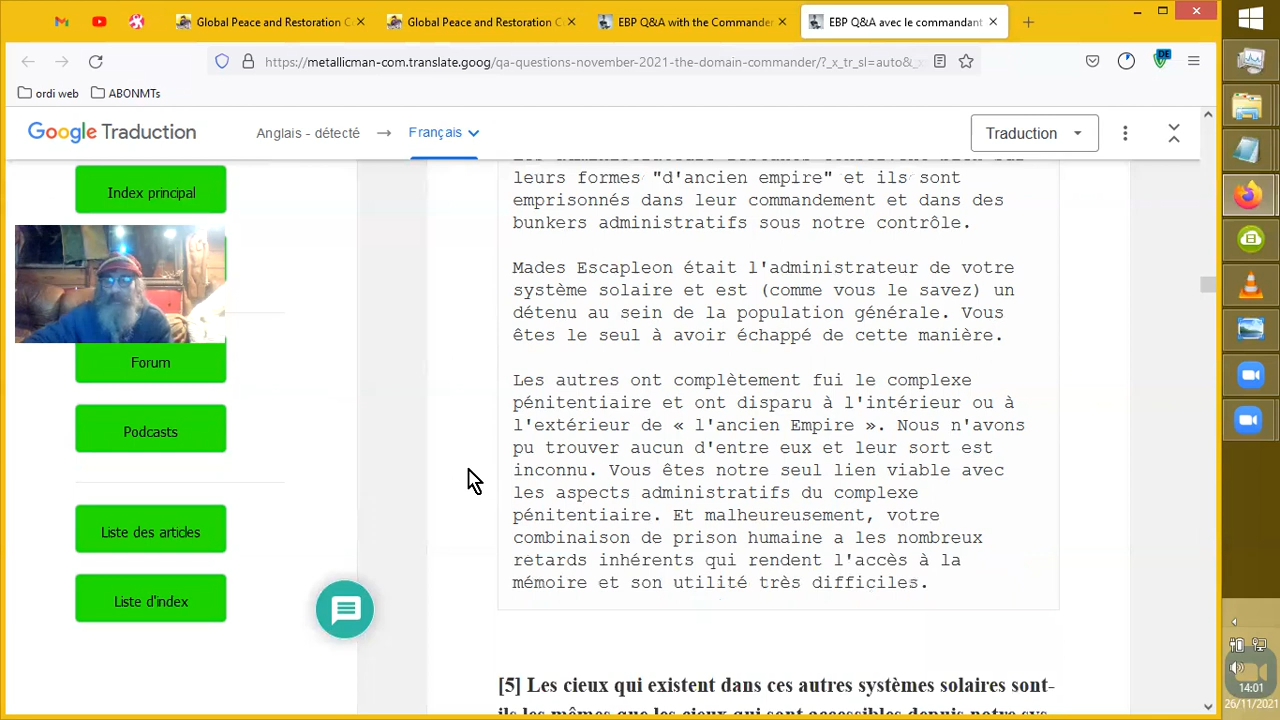 Global Peace and Restoration C
Global Peace and Restoration C
EBP Q&A with the Commander
EBP Q&A avec le commandant
https://metallicman-com.translate.goog/qa-questions-november-2021-the-domain-commander/?_x_tr_sl=auto&_x
DE
ordi web
ABONMTs
Google Traduction
Anglais - détecté
Français
Traduction
Index principal
Forum
Podcasts
Liste des articles
Liste d'index
leurs formes "d'ancien empire" et ils sont
emprisonnés dans leur commandement et dans des
bunkers administratifs sous notre contrôle.
Mades Escapleon était l'administrateur de votre
système solaire et est (comme vous le savez) un
détenu au sein de la population générale. Vous
êtes le seul à avoir échappé de cette manière.
Les autres ont complètement fui le complexe
pénitentiaire et ont disparu à l'intérieur ou à
l'extérieur de « l'ancien Empire ». Nous n'avons
pu trouver aucun d'entre eux et leur sort est
inconnu. Vous êtes notre seul lien viable avec
les aspects administratifs du complexe
pénitentiaire. Et malheureusement, votre
combinaison de prison humaine a les nombreux
retards inhérents qui rendent l'accès à la
mémoire et son utilité très difficiles.
[5] Les cieux qui existent dans ces autres systèmes solaires sont-
14:01
26/11/2021